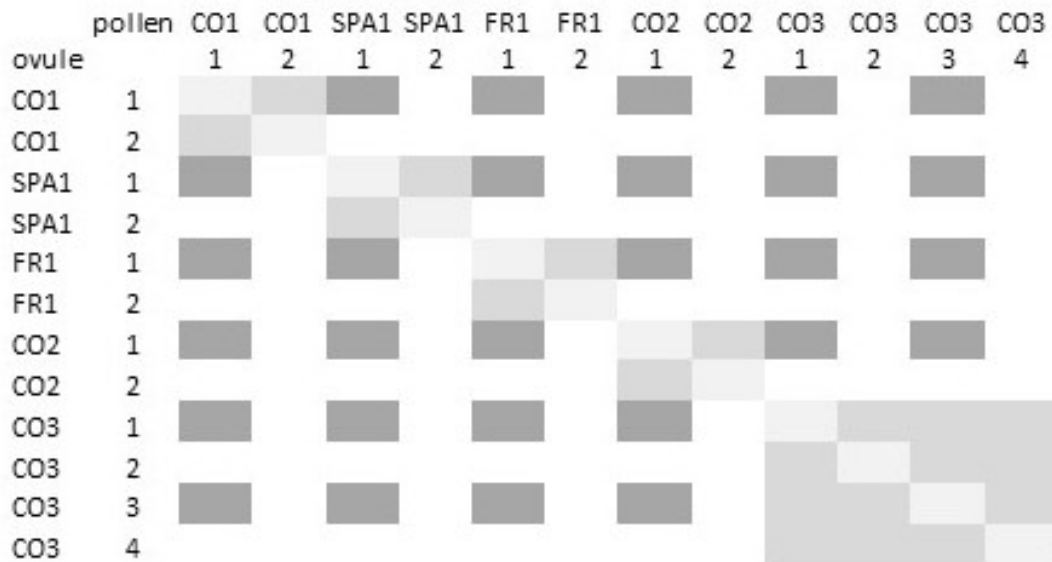 pollen CO1 CO1 SPA1 SPA1 FR1 FR1 CO2 CO2 CO3 CO3 CO3 CO3
ovule 1 2 1 2 1 2 1 2 1 2 3 4
CO1 1
CO1 2
SPA1 1
SPA1 2
FR1 1
FR1 2
CO2 1
CO2 2
CO3 1
CO3 2
CO3 3
CO3 4